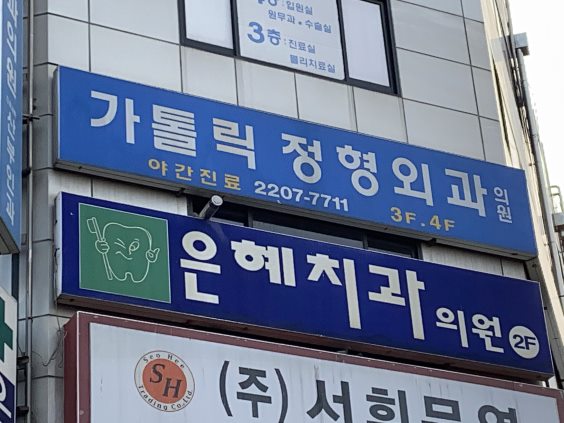 4층:입원실
원무과•수술실
3층:진료실
물리치료실
가톨릭 정형외과의원
야간진료 2207-7711 3F.4F
은혜치과의원 2F
Seo Hee
SH
Trading Co.,Ltd
(주)서희무역